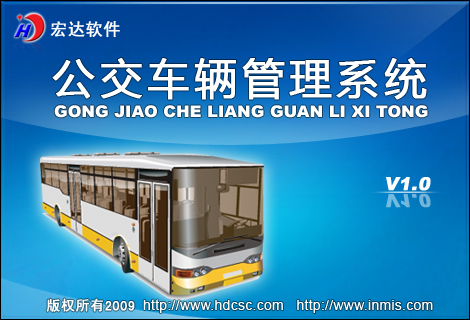 宏达软件
公交车辆管理系统
GONG JIAO CHE LIANG GUAN LI XI TONG
V1.0
版权所有2009 http://www.hdcsc.com http://www.inmis.com